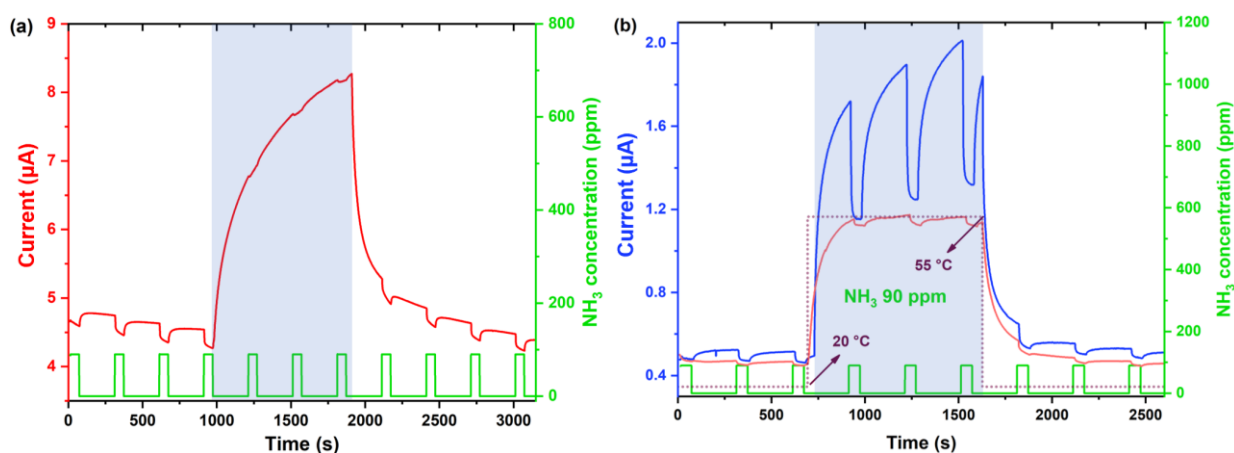 (a)
9
8
7
6
5
4
Current (μA)
0 500 1000 1500 2000 2500 3000
Time (s)
800
600
400
200
0
NH3 concentration (ppm)
(b)
2.0
1.6
1.2
0.8
0.4
Current (μA)
55 °C
NH3 90 ppm
20 °C
0 500 1000 1500 2000 2500
Time (s)
1200
1000
800
600
400
200
0
NH3 concentration (ppm)